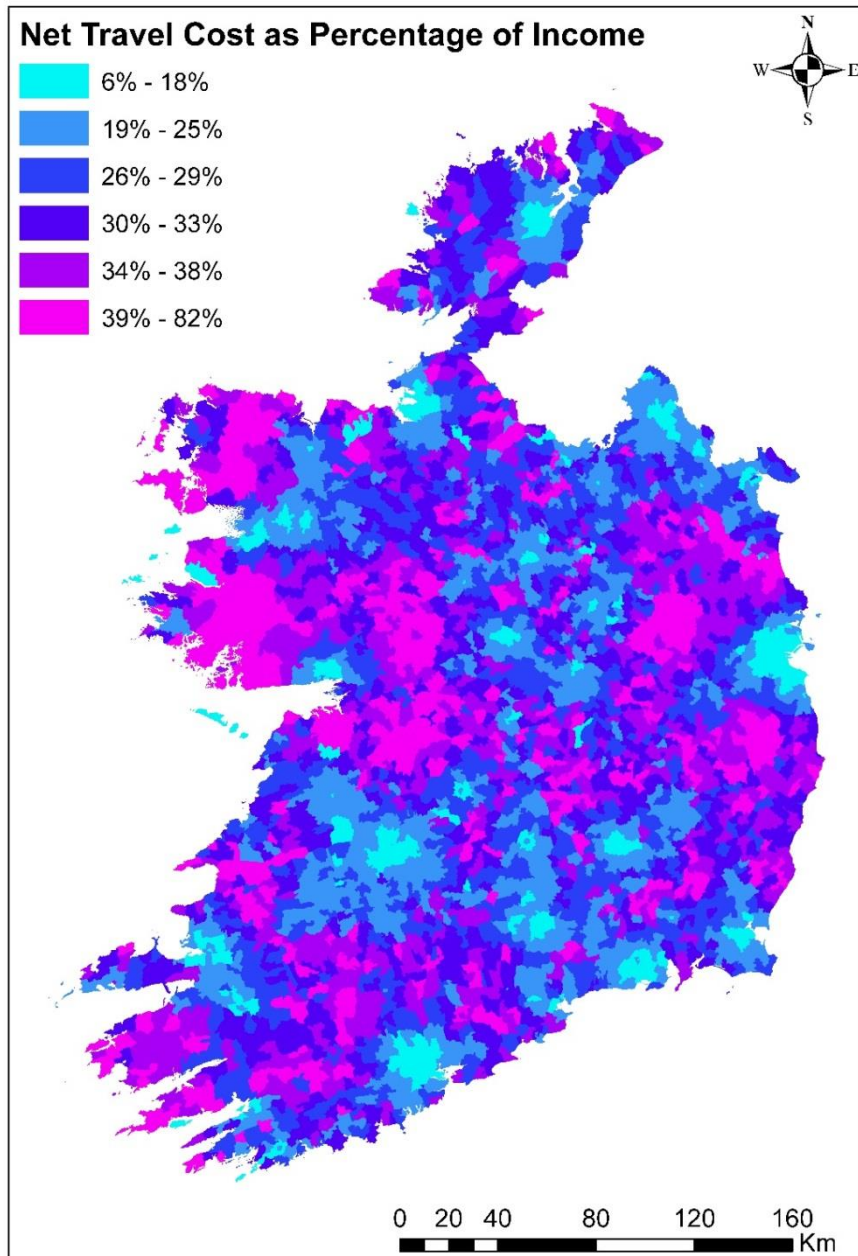 Net Travel Cost as Percentage of Income
6% - 18%
19% - 25%
26% - 29%
30% - 33%
34% - 38%
39% - 82%
N
W E
S
0 20 40 80 120 160
Km